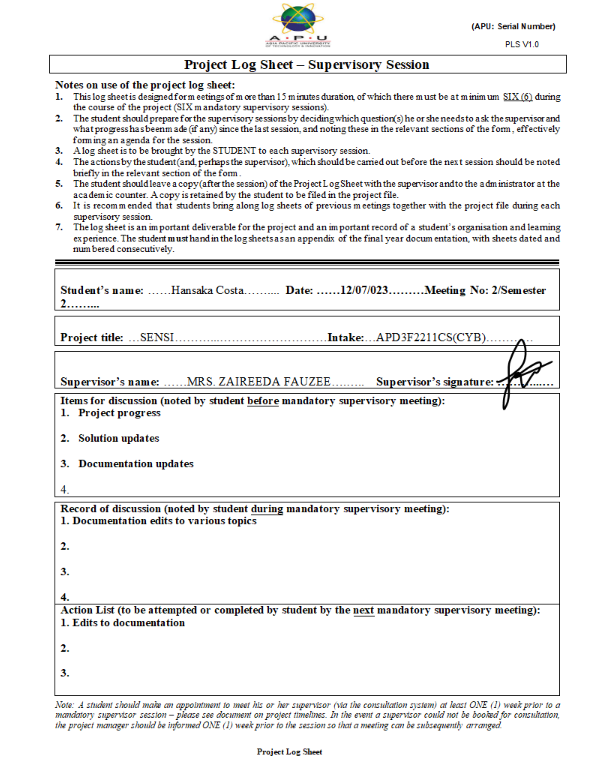 A · P · U
ASIA PACIFIC UNIVERSITY
OF TECHNOLOGY & INNOVATION
(APU: Serial Number)
PLS V1.0
Project Log Sheet – Supervisory Session
Notes on use of the project log sheet:
1. This log sheet is designed for meetings of more than 15 minutes duration, of which there must be at minimum SIX (6) during
the course of the project (SIX mandatory supervisory sessions).
2. The student should prepare for the supervisory sessions by deciding which question(s) he or she needs to ask the supervisor and
what progress has been made (if any) since the last session, and noting these in the relevant sections of the form, effectively
forming an agenda for the session.
3. A log sheet is to be brought by the STUDENT to each supervisory session.
4. The actions by the student (and, perhaps the supervisor), which should be carried out before the next session should be noted
briefly in the relevant section of the form.
5. The student should leave a copy (after the session) of the Project Log Sheet with the supervisor and to the administrator at the
academic counter. A copy is retained by the student to be filed in the project file.
6. It is recommended that students bring along log sheets of previous meetings together with the project file during each
supervisory session.
7. The log sheet is an important deliverable for the project and an important record of a student's organisation and learning
experience. The student must hand in the log sheets as an appendix of the final year documentation, with sheets dated and
numbered consecutively.
Student's name: ……Hansaka Costa……... Date: ……12/07/023………Meeting No: 2/Semester
2……...
Project title: …SENSI………...………………………Intake:…APD3F2211CS(CYB)…………
Supervisor's name: ……MRS. ZAIREEDA FAUZEE……... Supervisor's signature: …………
Items for discussion (noted by student before mandatory supervisory meeting):
1. Project progress
2. Solution updates
3. Documentation updates
4.
Record of discussion (noted by student during mandatory supervisory meeting):
1. Documentation edits to various topics
2.
3.
4.
Action List (to be attempted or completed by student by the next mandatory supervisory meeting):
1. Edits to documentation
2.
3.
Note: A student should make an appointment to meet his or her supervisor (via the consultation system) at least ONE (1) week prior to a
mandatory supervisor session – please see document on project timelines. In the event a supervisor could not be booked for consultation,
the project manager should be informed ONE (1) week prior to the session so that a meeting can be subsequently arranged.
Project Log Sheet